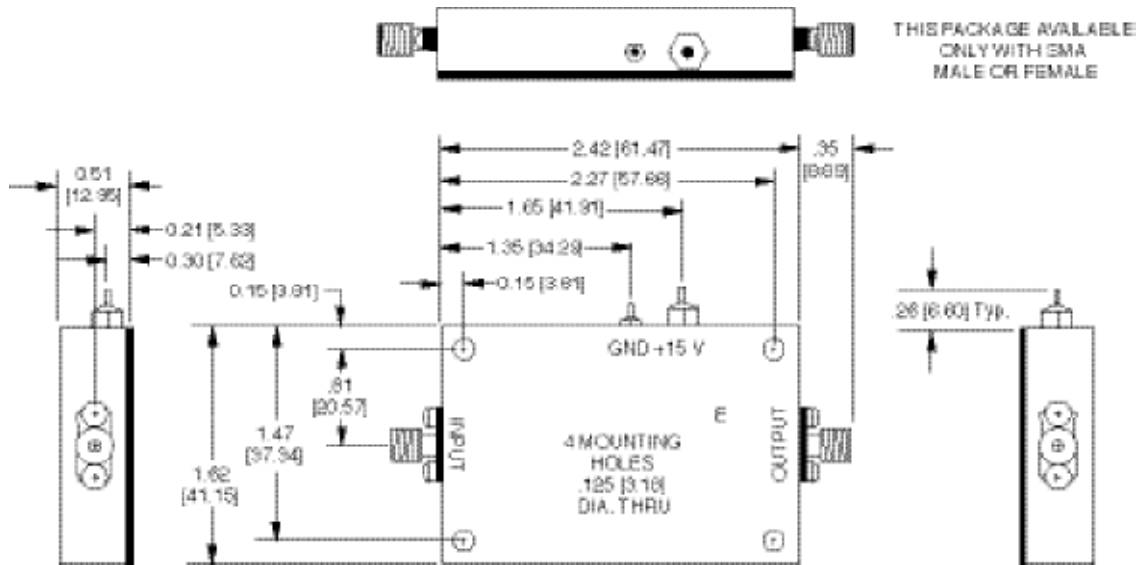 THIS PACKAGE AVAILABLE
ONLY WITH SMA
MALE OR FEMALE
2.42 [61.47]
.35
[8.89]
2.27 [57.66]
1.65 [41.91]
1.35 [34.29]
0.15 [3.81]
0.51
[12.95]
0.21 [5.33]
0.30 [7.62]
0.15 [3.81]
.26 [6.60] Typ.
GND +15 V
.81
[20.57]
1.47
[37.34]
1.62
[41.15]
INPUT
E
OUTPUT
4 MOUNTING
HOLES
.125 [3.18]
DIA. THRU